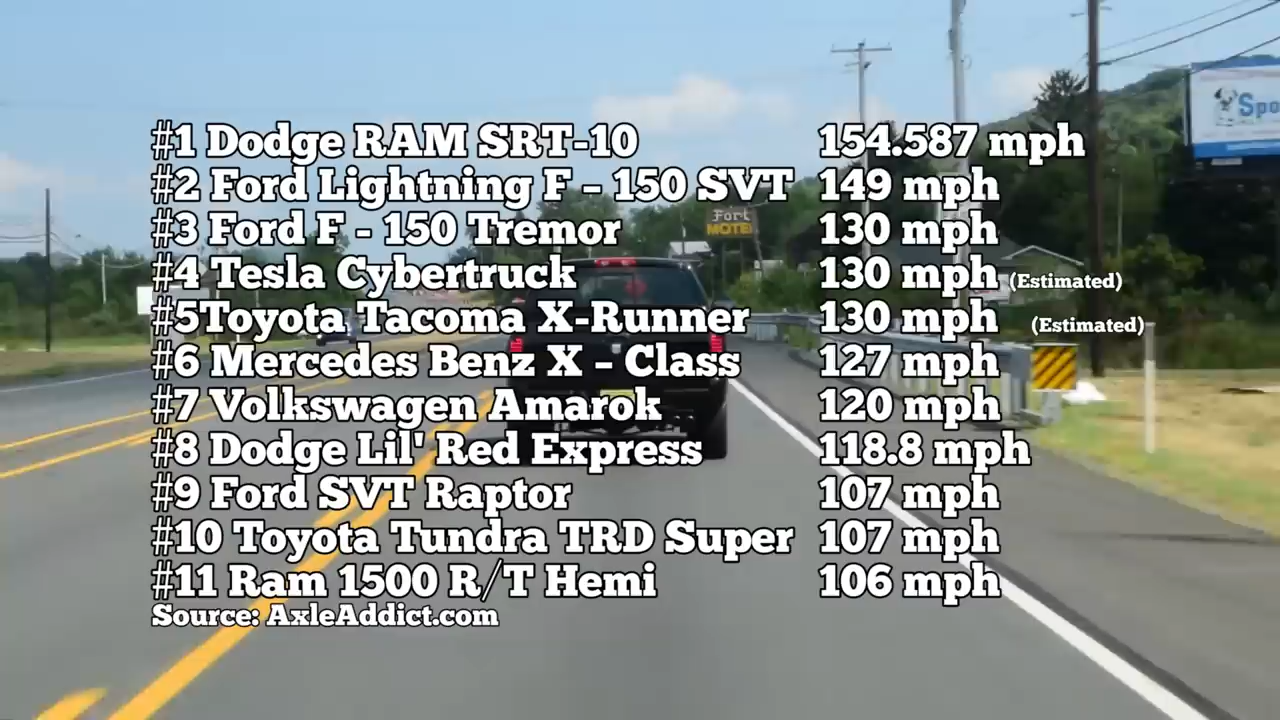 #1 Dodge RAM SRT-10 154.587 mph
#2 Ford Lightning F - 150 SVT 149 mph
#3 Ford F - 150 Tremor 130 mph
#4 Tesla Cybertruck 130 mph (Estimated)
#5Toyota Tacoma X-Runner 130 mph (Estimated)
#6 Mercedes Benz X - Class 127 mph
#7 Volkswagen Amarok 120 mph
#8 Dodge Lil' Red Express 118.8 mph
#9 Ford SVT Raptor 107 mph
#10 Toyota Tundra TRD Super 107 mph
#11 Ram 1500 R/T Hemi 106 mph
Source: AxleAddict.com
Fort
MOTEL
Spo